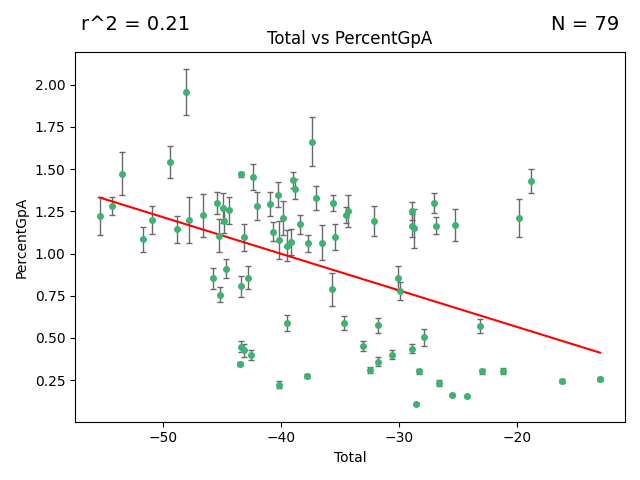 r^2 = 0.21
N = 79
Total vs PercentGpA
2.00
1.75
1.50
1.25
1.00
0.75
0.50
0.25
PercentGpA
−50
−40
−30
−20
Total